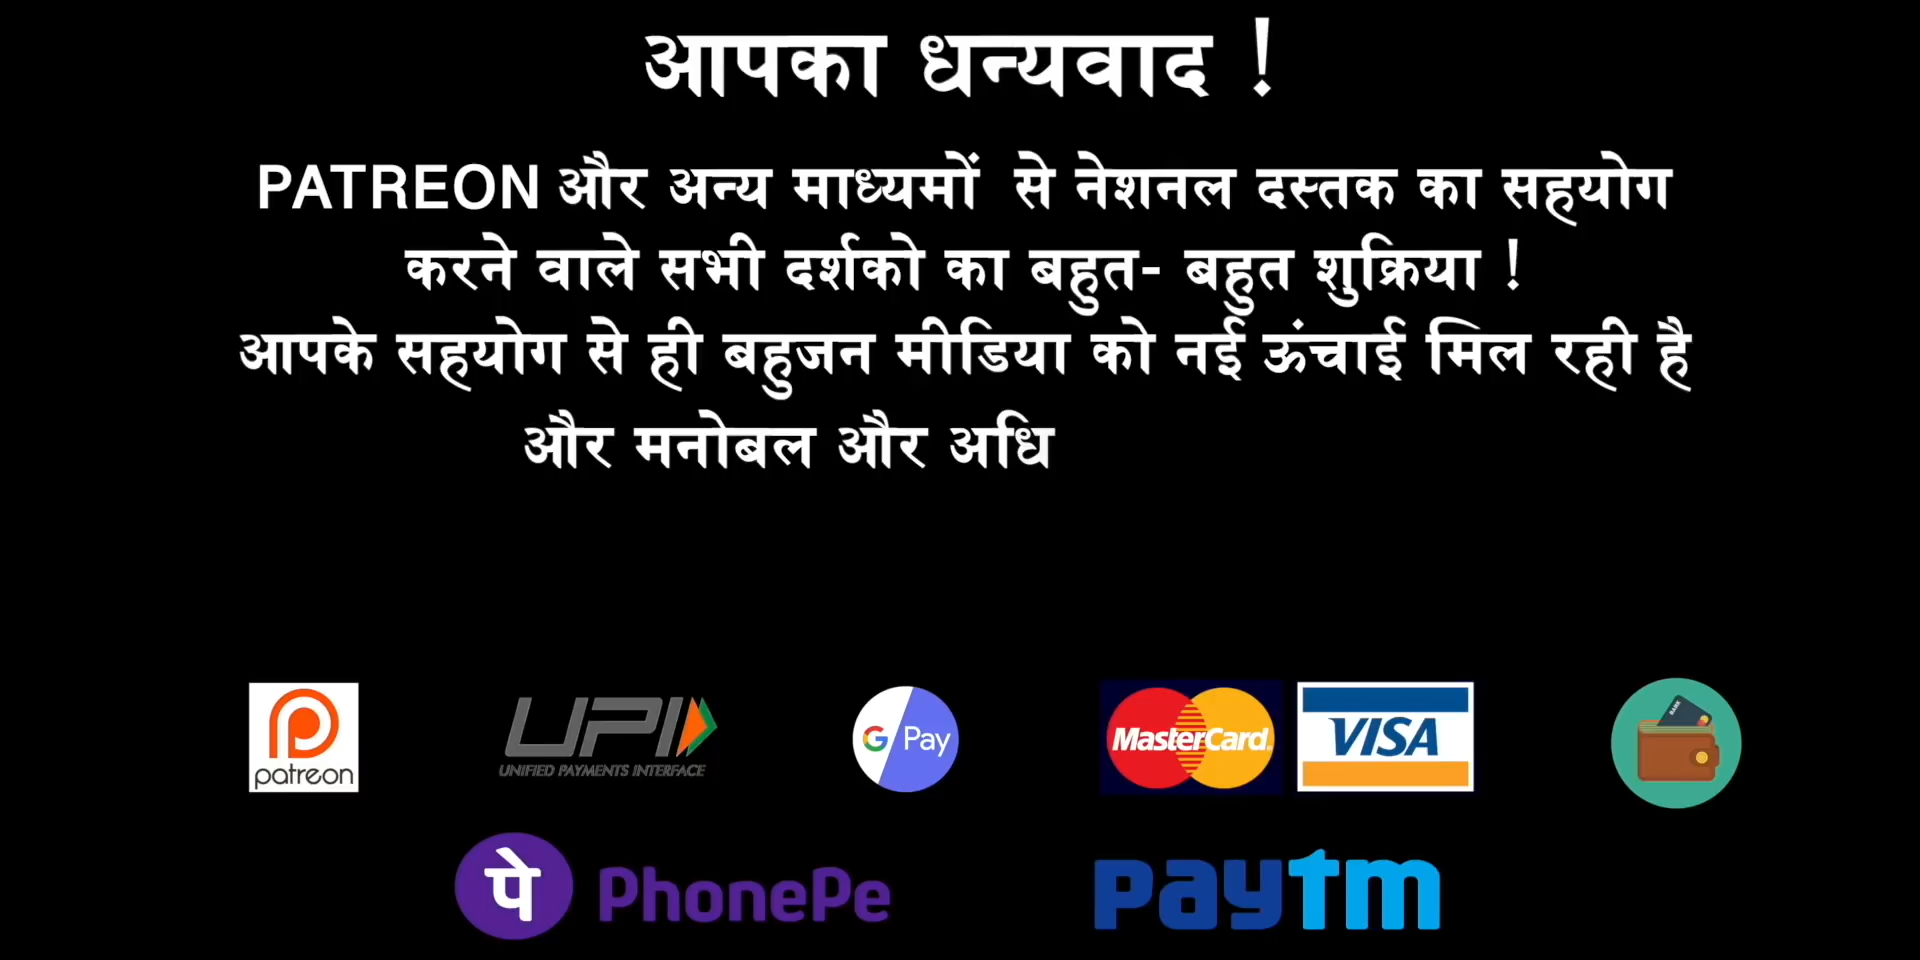 आपका धन्यवाद !
PATREON और अन्य माध्यमों से नेशनल दस्तक का सहयोग
करने वाले सभी दर्शको का बहुत- बहुत शुक्रिया !
आपके सहयोग से ही बहुजन मीडिया को नई ऊंचाई मिल रही है
और मनोबल और अधि
patreon
UPI
UNIFIED PAYMENTS INTERFACE
G Pay
MasterCard
VISA
BANK
पे PhonePe
paytm